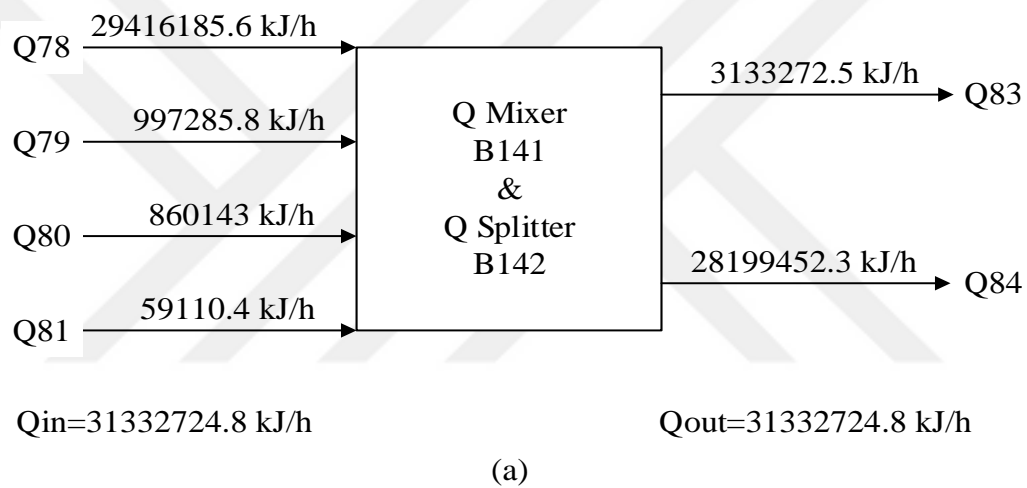 29416185.6 kJ/h
Q78
3133272.5 kJ/h
Q83
997285.8 kJ/h
Q79
Q Mixer
B141
&
Q Splitter
B142
860143 kJ/h
Q80
28199452.3 kJ/h
Q84
59110.4 kJ/h
Q81
Qin=31332724.8 kJ/h
Qout=31332724.8 kJ/h
(a)